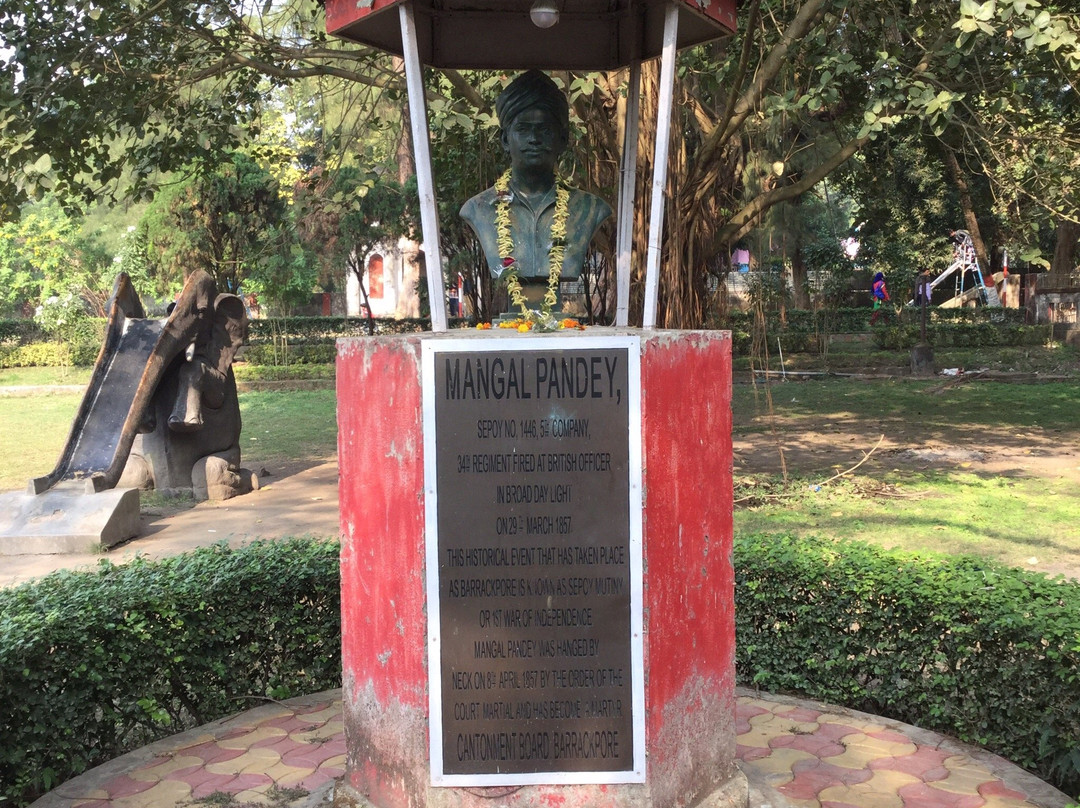 MANGAL PANDEY,
SEPOY NO, 1446, 5TH COMPANY,
34TH REGIMENT FIRED AT BRITISH OFFICER
IN BROAD DAY LIGHT
ON 29TH MARCH 1857
THIS HISTORICAL EVENT THAT HAS TAKEN PLACE
AS BARRACKPORE IS KNOWN AS SEPOY MUTINY
OR 1ST WAR OF INDEPENDENCE
MANGAL PANDEY WAS HANGED BY
NECK ON 8TH APRIL 1857 BY THE ORDER OF THE
COURT MARTIAL AND HAS BECOME A MARTYR
CANTONMENT BOARD, BARRACKPORE